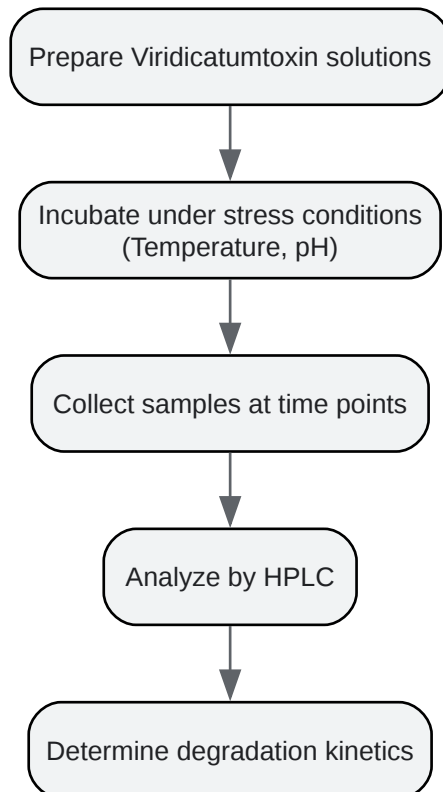 Prepare Viridicatumtoxin solutions
Incubate under stress conditions
(Temperature, pH)
Collect samples at time points
Analyze by HPLC
Determine degradation kinetics